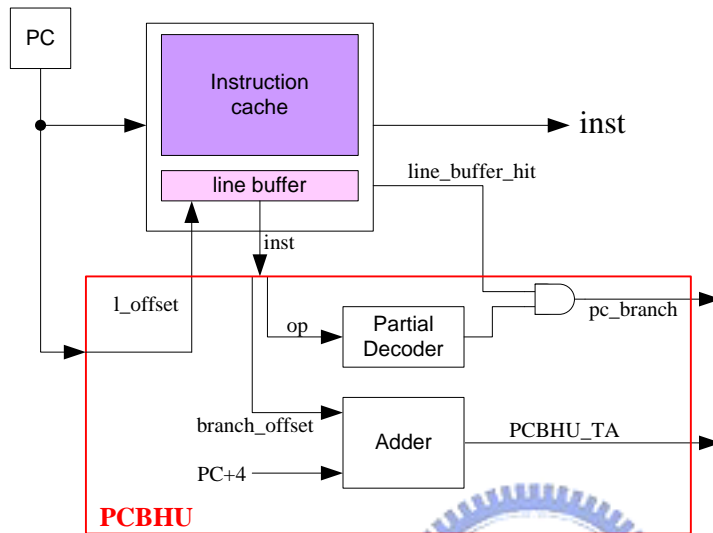 PC
Instruction
cache
inst
line_buffer_hit
line buffer
inst
l_offset
op
Partial
Decoder
pc_branch
branch_offset
Adder
PCBHU_TA
PC+4
PCBHU